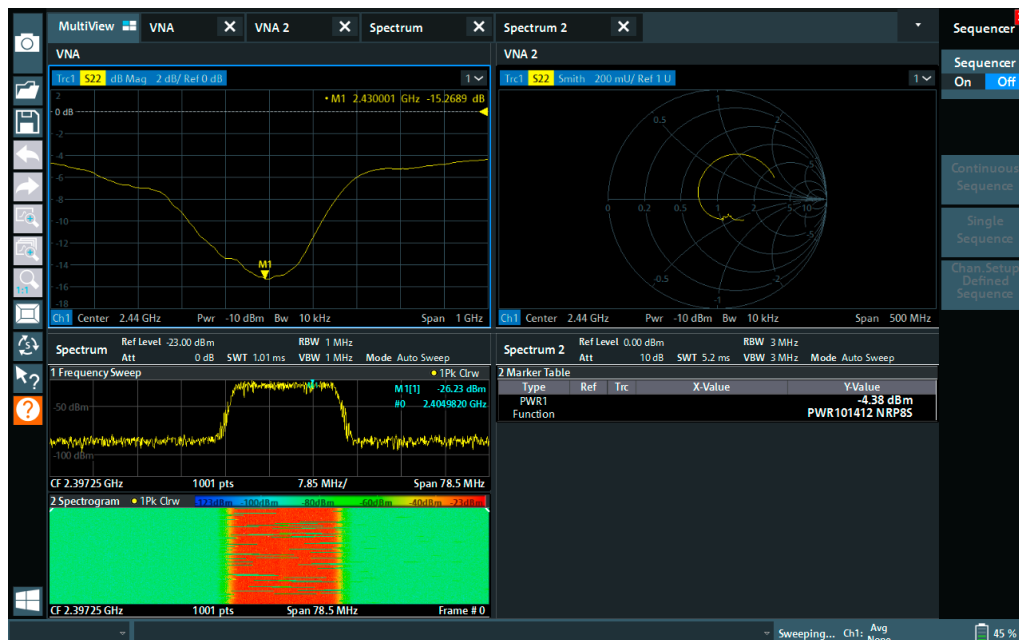 MultiView VNA VNA 2 Spectrum Spectrum 2 Sequencer
VNA VNA 2
Sequencer
On Off
Trc1 S22 dB Mag 2 dB/ Ref 0 dB 1
Trc1 S22 Smith 200 mU/ Ref 1 U 1
M1 2.430001 GHz -15.2689 dB
2
0 dB
-2
-4
-6
-8
-10
-12
-14
-16
-18
M1
1
0.5 2
5
0 0.2 0.5 1 2 5 10
-5
-0.5 -2
-1
Continuous
Sequence
Single
Sequence
Chan.Setup
Defined
Sequence
1:1
Ch1 Center 2.44 GHz Pwr -10 dBm Bw 10 kHz Span 1 GHz
Ch1 Center 2.44 GHz Pwr -10 dBm Bw 10 kHz Span 500 MHz
Spectrum Ref Level -23.00 dBm RBW 1 MHz
Att 0 dB SWT 1.01 ms VBW 1 MHz Mode Auto Sweep
Spectrum 2 Ref Level 0.00 dBm RBW 3 MHz
Att 10 dB SWT 5.2 ms VBW 3 MHz Mode Auto Sweep
1 Frequency Sweep 1Pk Clrw
M1[1] -26.23 dBm
#0 2.4049820 GHz
-50 dBm
-100 dBm
CF 2.39725 GHz 1001 pts 7.85 MHz/ Span 78.5 MHz
2 Marker Table
Type Ref Trc X-Value Y-Value
PWR1 -4.38 dBm
Function PWR101412 NRP8S
2 Spectrogram 1Pk Clrw -100dBm -80dBm -60dBm -40dBm -23dBm
CF 2.39725 GHz 1001 pts Span 78.5 MHz Frame # 0
Sweeping... Ch1: Avg
None
45 %